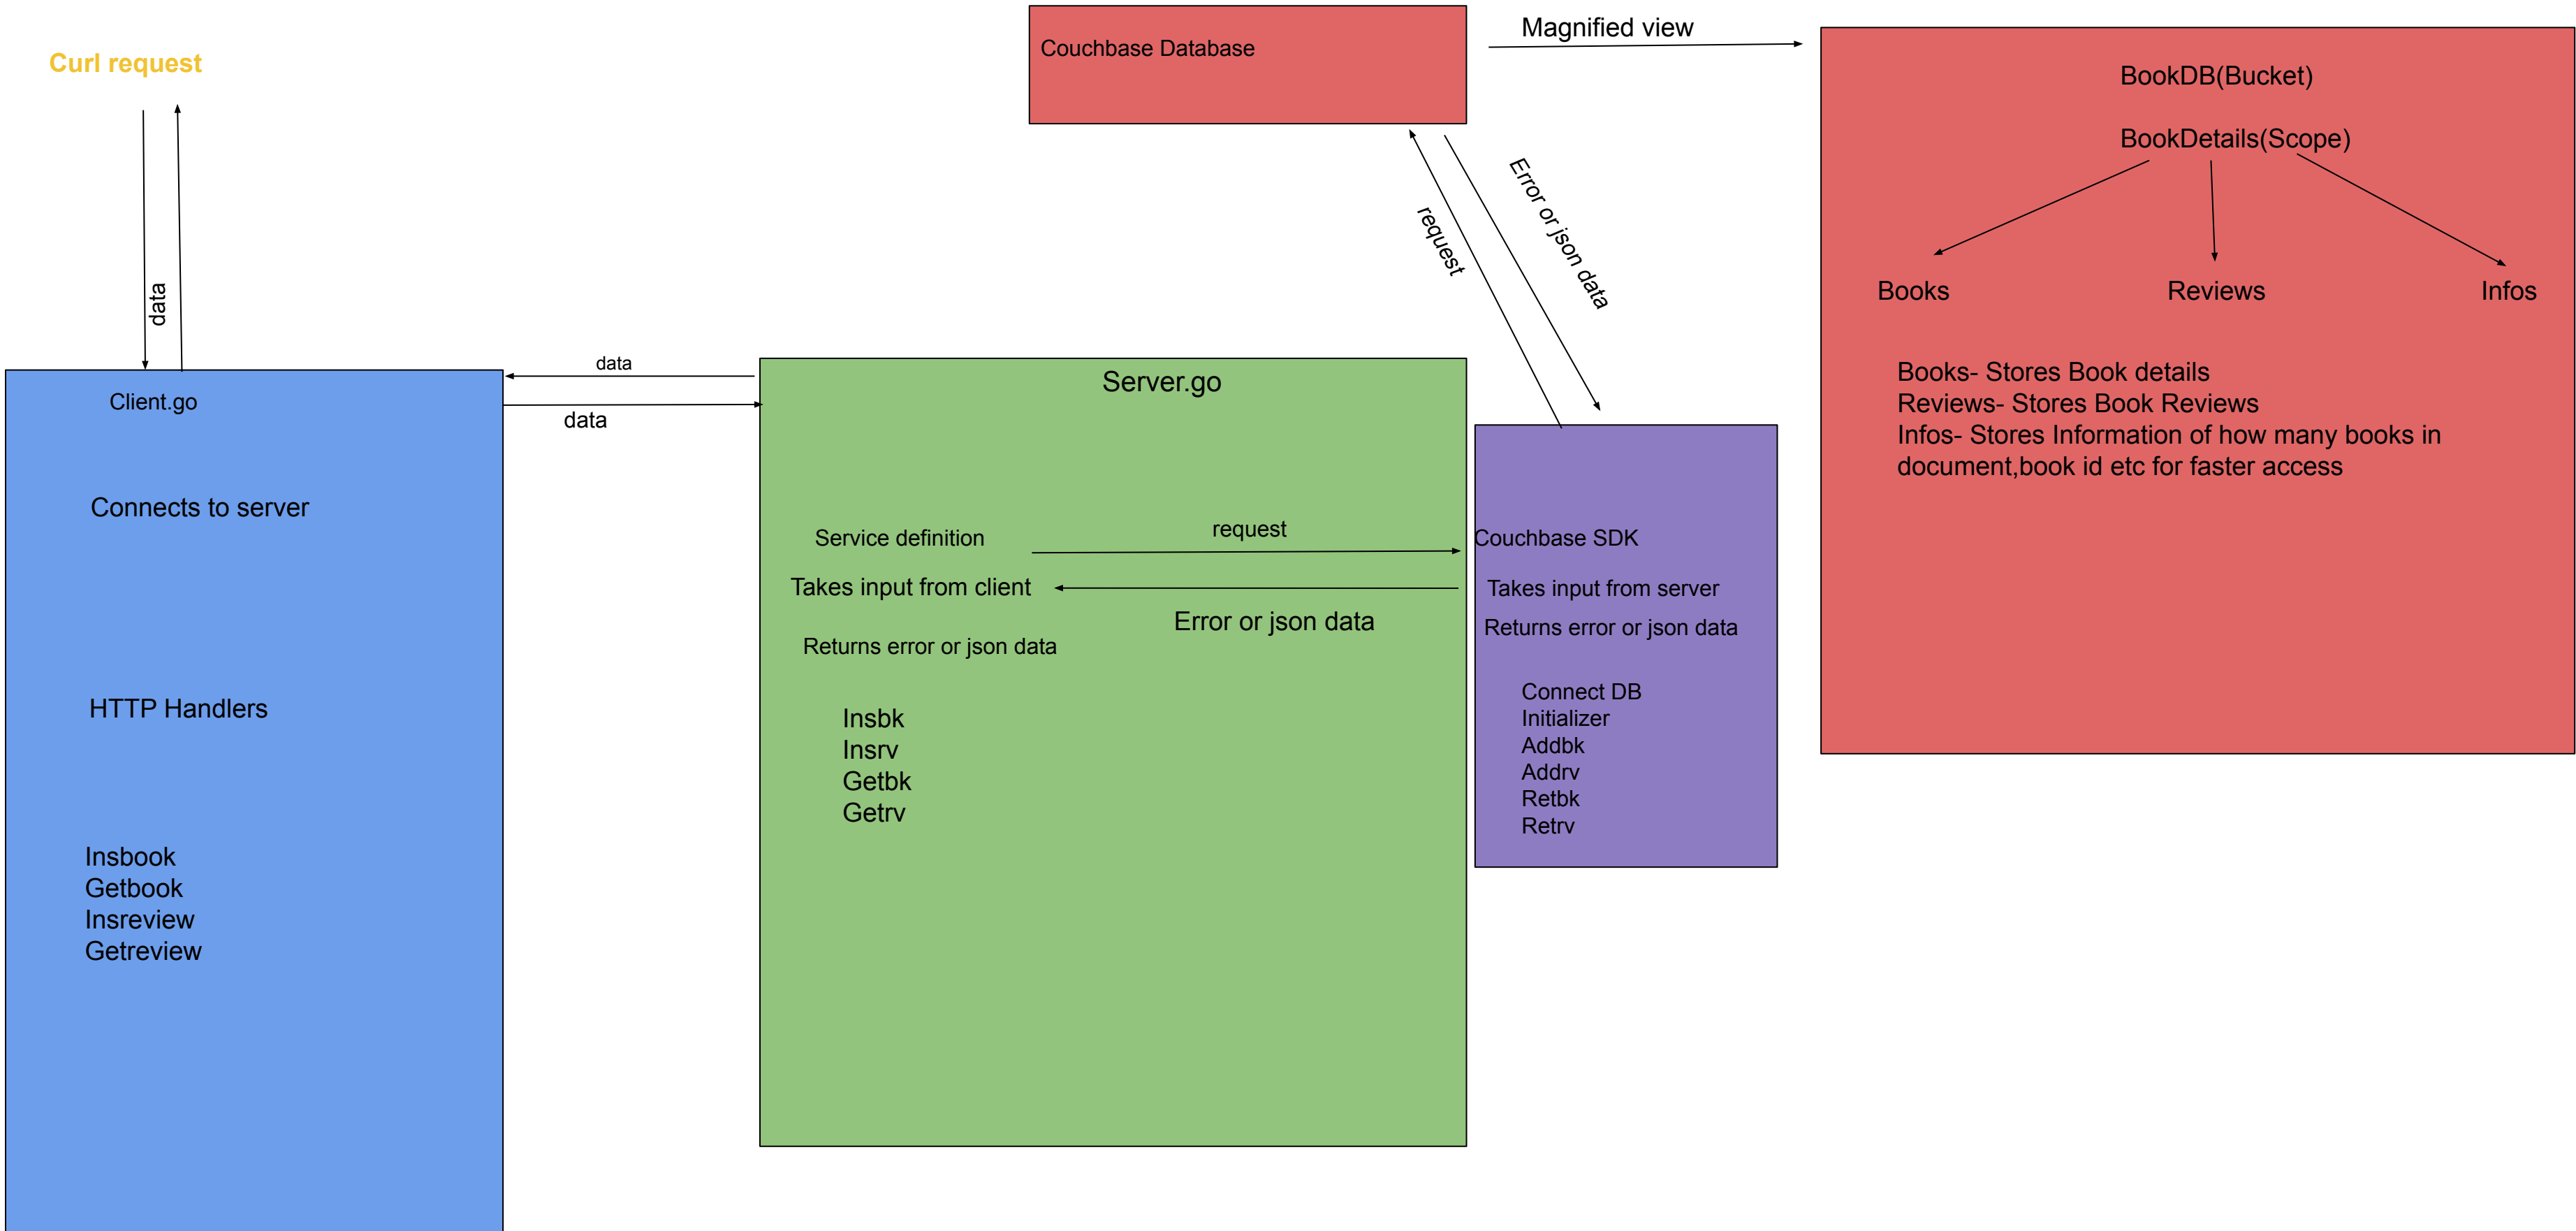 Curl request
data
Client.go
Connects to server
HTTP Handlers
Insbook
Getbook
Insreview
Getreview
data
data
Server.go
Service definition
Takes input from client
Returns error or json data
Insbk
Insrv
Getbk
Getrv
request
Error or json data
Couchbase Database
request
Error or json data
Couchbase SDK
Takes input from server
Returns error or json data
Connect DB
Initializer
Addbk
Addrv
Retbk
Retrv
Magnified view
BookDB(Bucket)
BookDetails(Scope)
Books
Reviews
Infos
Books- Stores Book details
Reviews- Stores Book Reviews
Infos- Stores Information of how many books in
document,book id etc for faster access